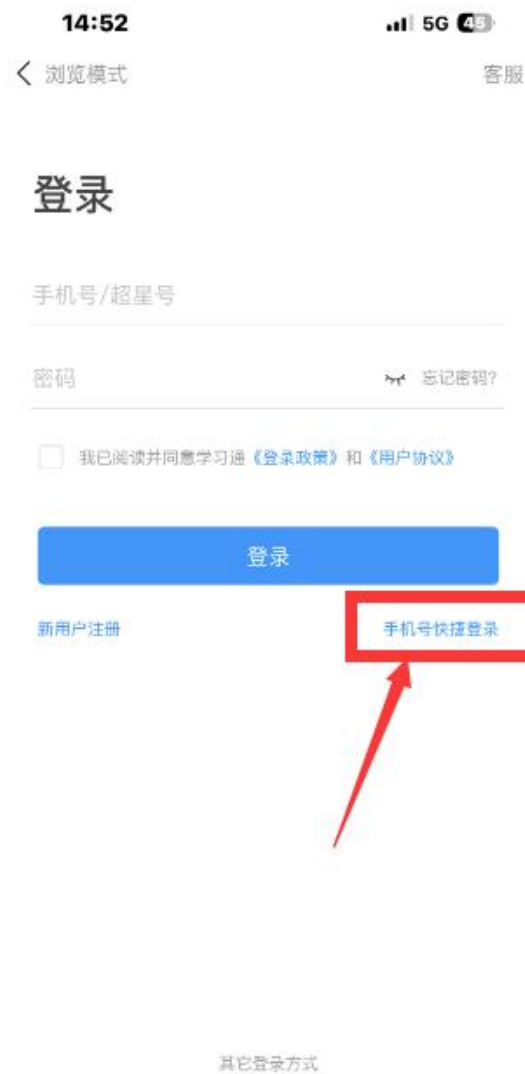 14:52 5G 45
浏览模式 客服
登录
手机号/超星号
密码 忘记密码?
我已阅读并同意学习通《登录政策》和《用户协议》
登录
新用户注册 手机号快捷登录
其它登录方式